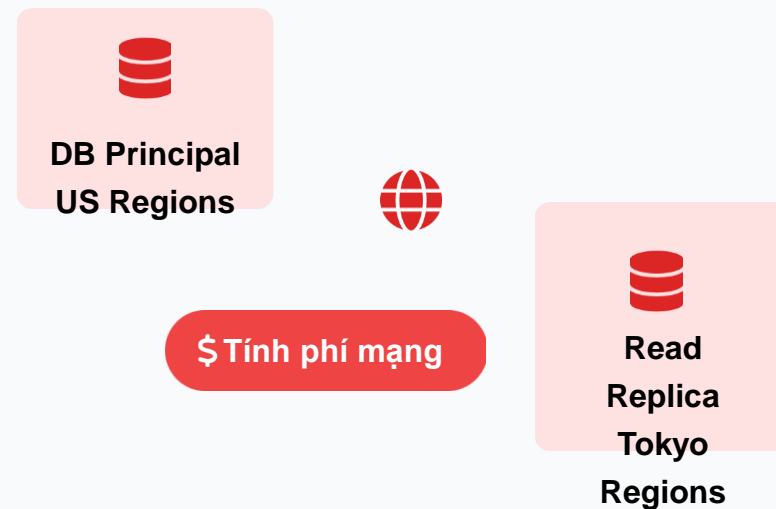 DB Principal
US Regions
$ Tính phí mạng
Read
Replica
Tokyo
Regions